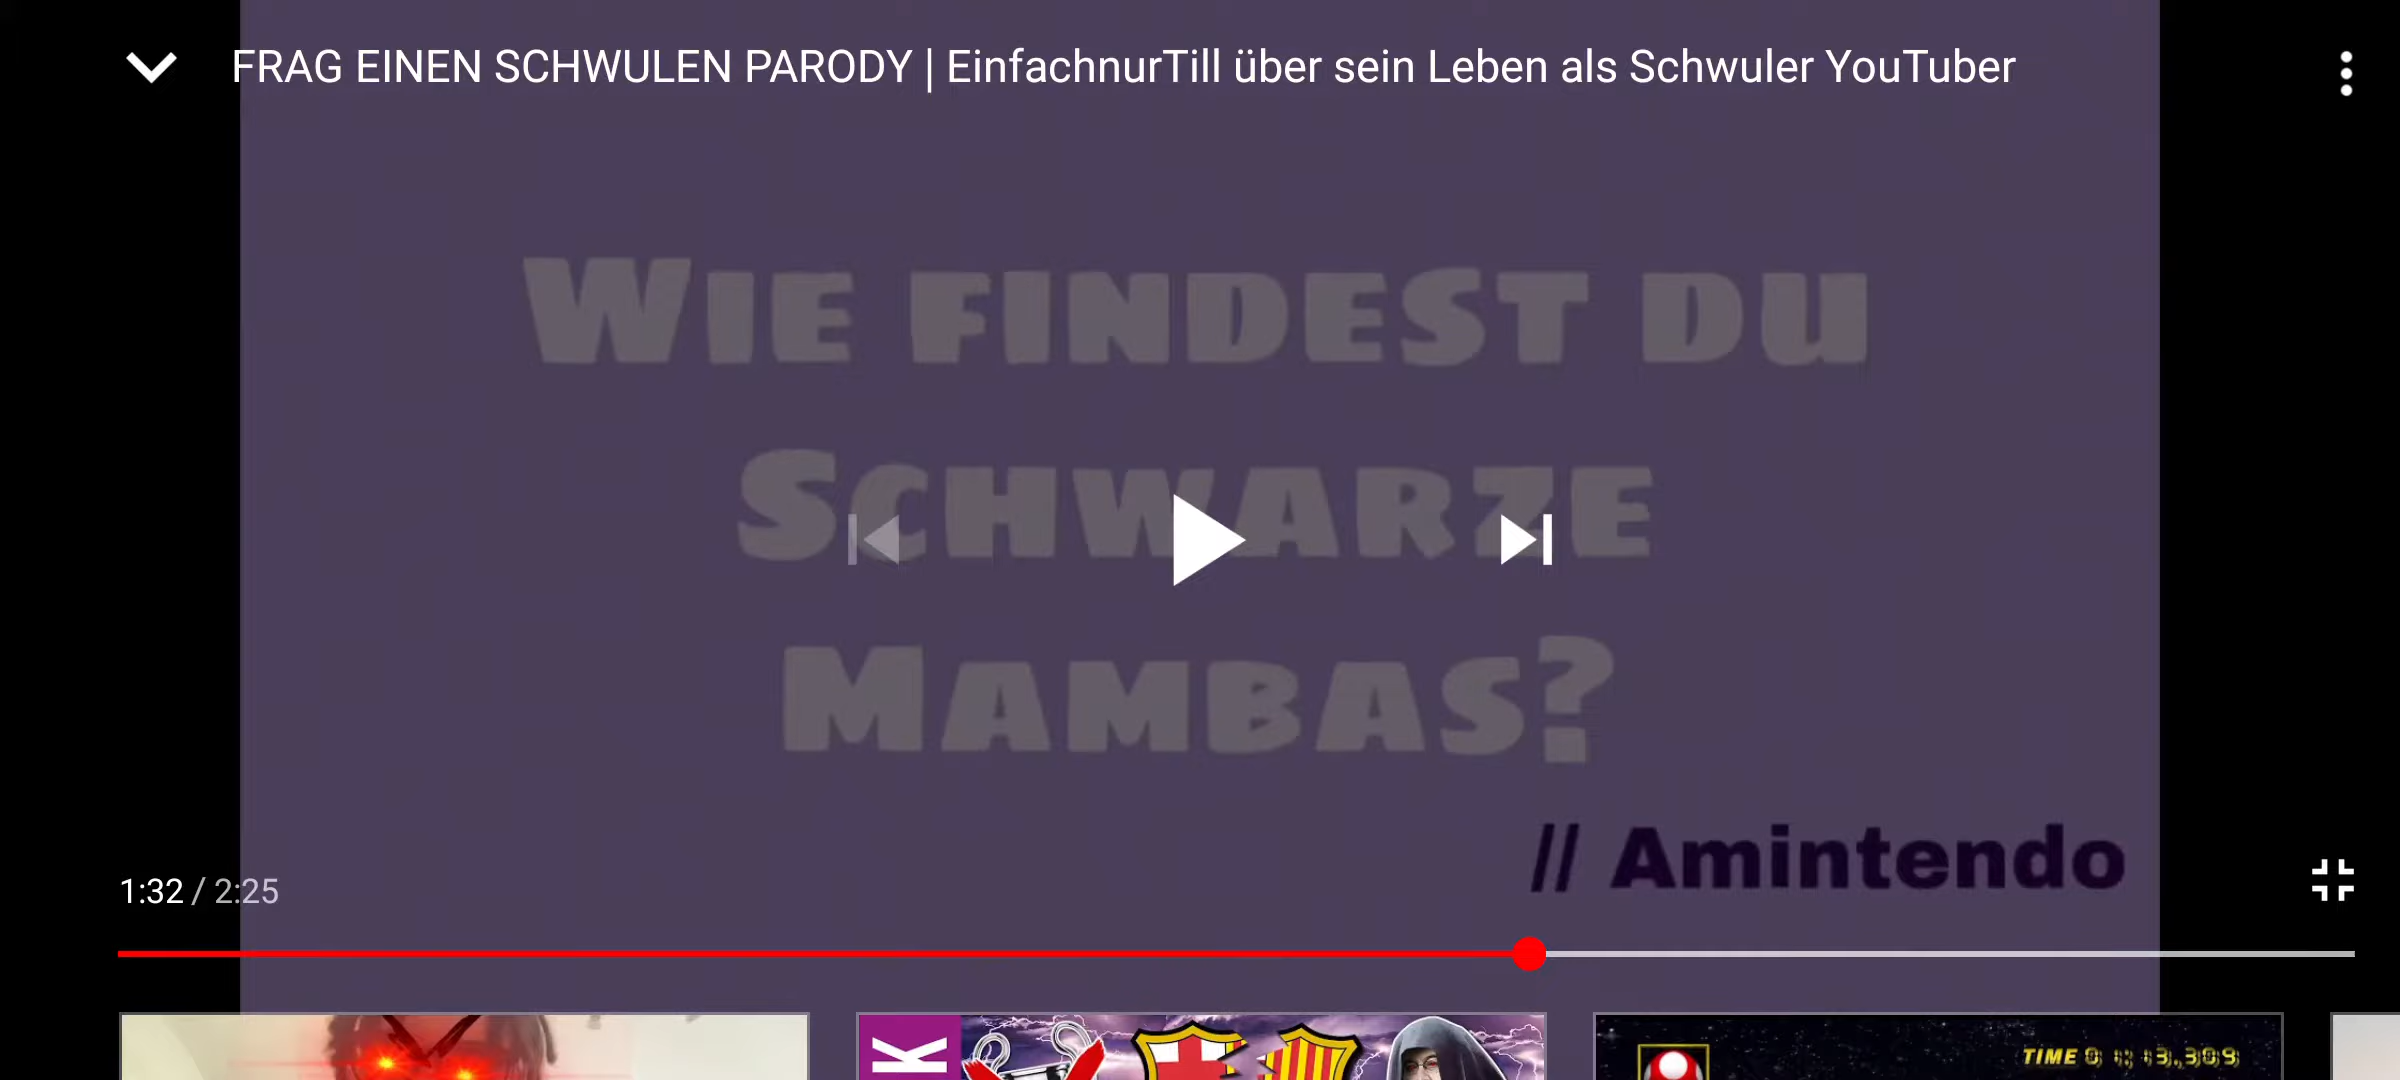 FRAG EINEN SCHWULEN PARODY | EinfachnurTill über sein Leben als Schwuler YouTuber
WIE FINDEST DU
SCHWARZE
MAMBAS?
// Amintendo
1:32 / 2:25
K
TIME